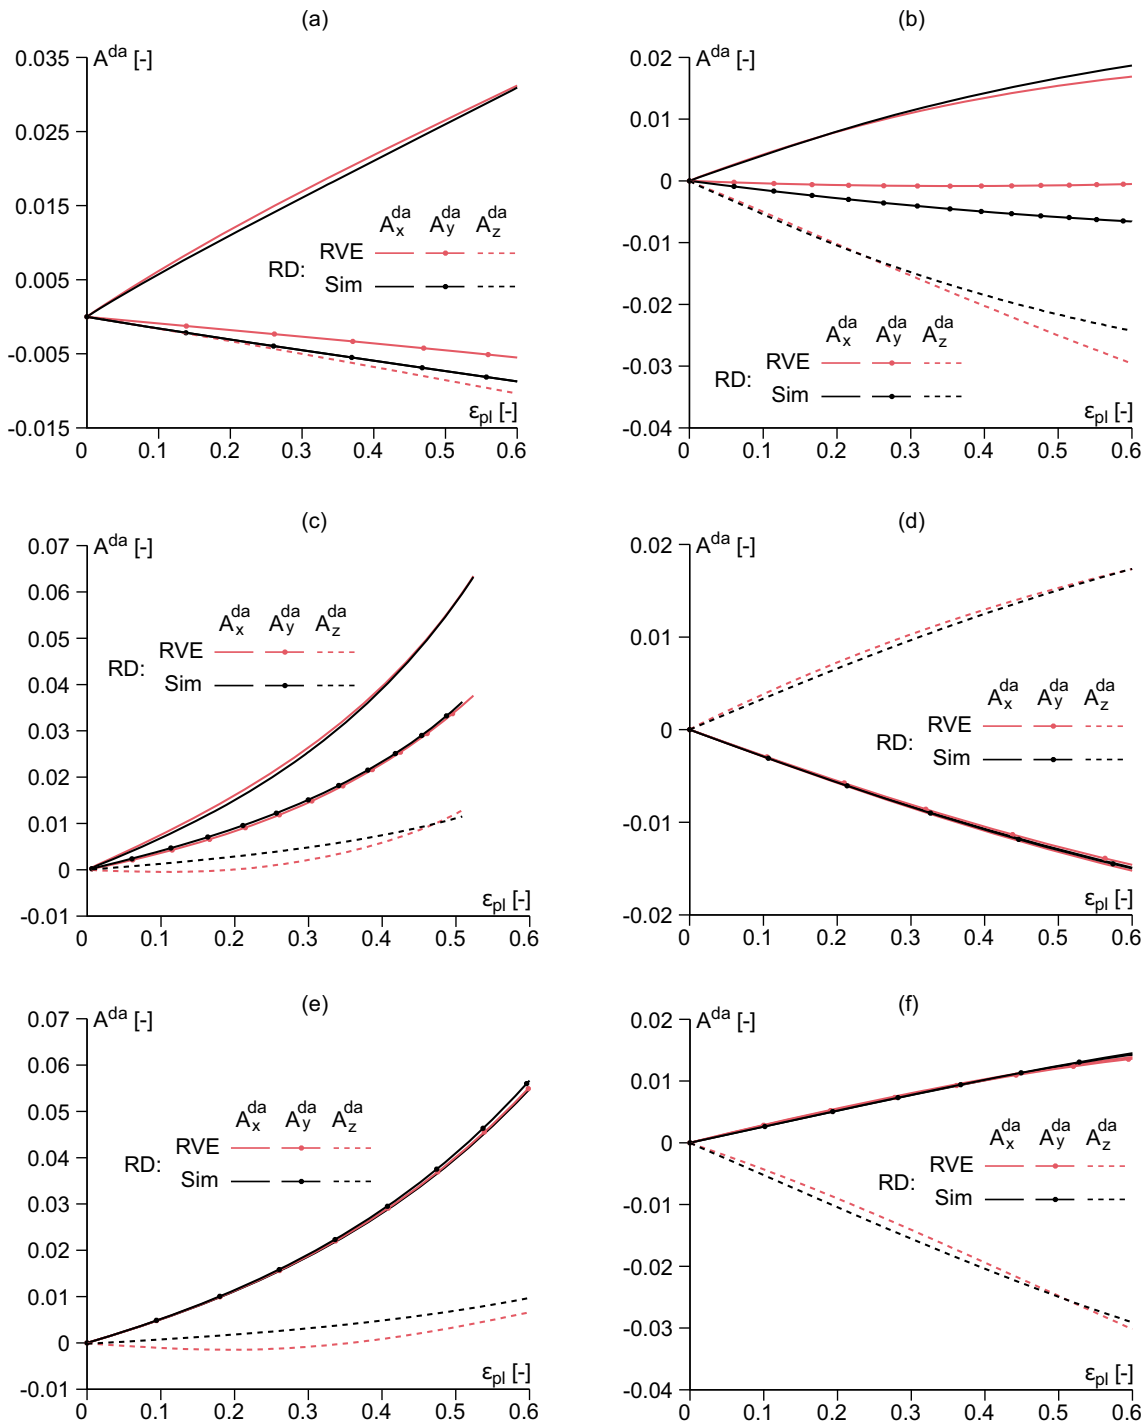 (a)
A^da [-]
0.035
0.025
0.015
0.005
-0.005
-0.015
A_x^da A_y^da A_z^da
RVE
RD:
Sim
ε_pl [-]
0 0.1 0.2 0.3 0.4 0.5 0.6
(b)
A^da [-]
0.02
0.01
0
-0.01
-0.02
-0.03
-0.04
A_x^da A_y^da A_z^da
RVE
RD:
Sim
ε_pl [-]
0 0.1 0.2 0.3 0.4 0.5 0.6
(c)
A^da [-]
0.07
0.06
0.05
0.04
0.03
0.02
0.01
0
-0.01
A_x^da A_y^da A_z^da
RVE
RD:
Sim
ε_pl [-]
0 0.1 0.2 0.3 0.4 0.5 0.6
(d)
A^da [-]
0.02
0.01
0
-0.01
-0.02
A_x^da A_y^da A_z^da
RVE
RD:
Sim
ε_pl [-]
0 0.1 0.2 0.3 0.4 0.5 0.6
(e)
A^da [-]
0.07
0.06
0.05
0.04
0.03
0.02
0.01
0
-0.01
A_x^da A_y^da A_z^da
RVE
RD:
Sim
ε_pl [-]
0 0.1 0.2 0.3 0.4 0.5 0.6
(f)
A^da [-]
0.02
0.01
0
-0.01
-0.02
-0.03
-0.04
A_x^da A_y^da A_z^da
RVE
RD:
Sim
ε_pl [-]
0 0.1 0.2 0.3 0.4 0.5 0.6